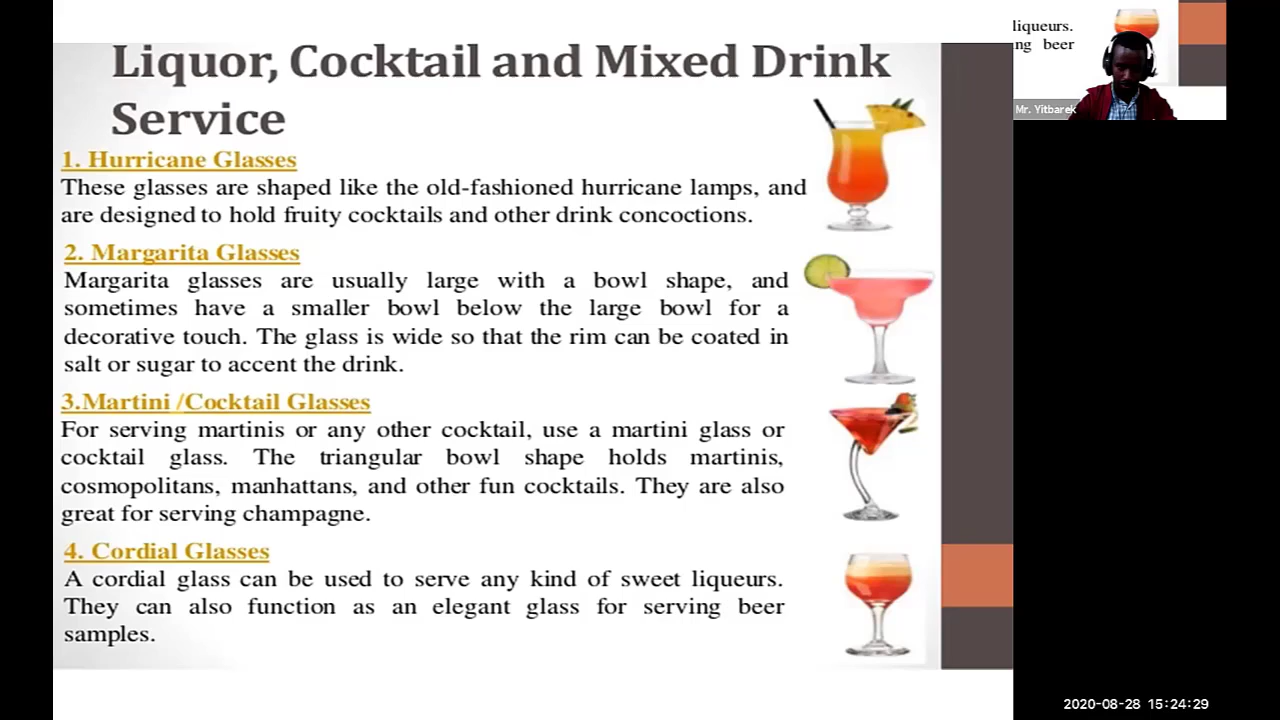 Liquor, Cocktail and Mixed Drink
Service
1. Hurricane Glasses
These glasses are shaped like the old-fashioned hurricane lamps, and
are designed to hold fruity cocktails and other drink concoctions.
2. Margarita Glasses
Margarita glasses are usually large with a bowl shape, and
sometimes have a smaller bowl below the large bowl for a
decorative touch. The glass is wide so that the rim can be coated in
salt or sugar to accent the drink.
3.Martini /Cocktail Glasses
For serving martinis or any other cocktail, use a martini glass or
cocktail glass. The triangular bowl shape holds martinis,
cosmopolitans, manhattans, and other fun cocktails. They are also
great for serving champagne.
4. Cordial Glasses
A cordial glass can be used to serve any kind of sweet liqueurs.
They can also function as an elegant glass for serving beer
samples.
liqueurs.
ng beer
Mr. Yitbarek
2020-08-28 15:24:29